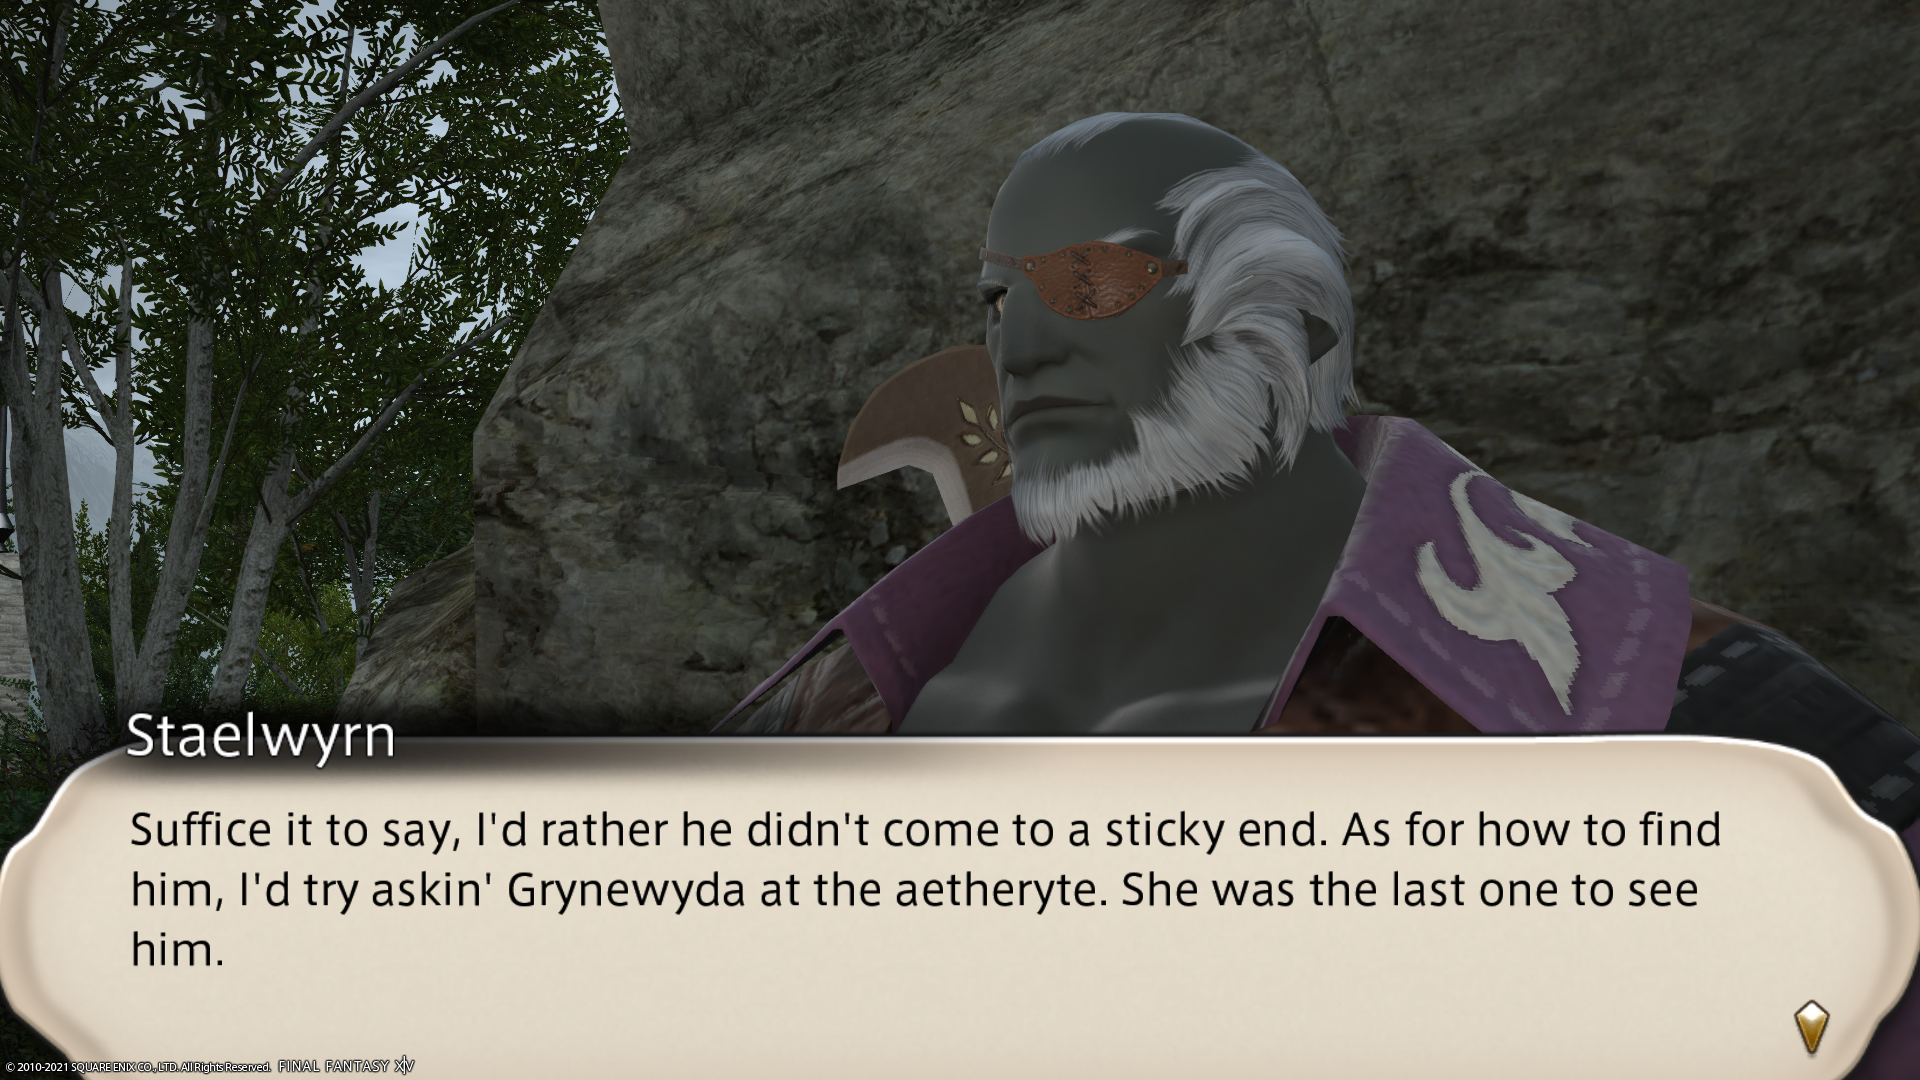 Staelwyrn
Suffice it to say, I'd rather he didn't come to a sticky end. As for how to find
him, I'd try askin' Grynewyda at the aetheryte. She was the last one to see
him.
© 2010-2021 SQUARE ENIX CO., LTD. All Rights Reserved. FINAL FANTASY XIV